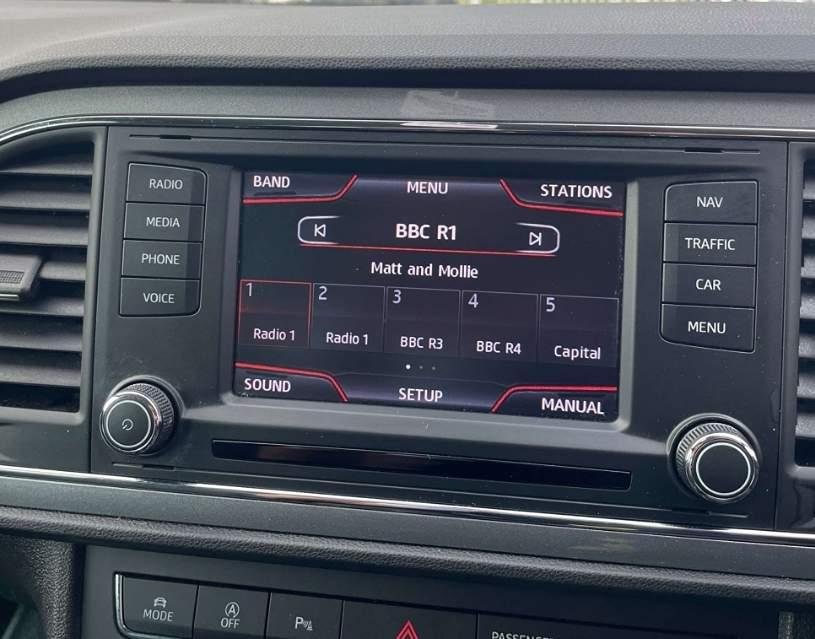 RADIO
MEDIA
PHONE
VOICE
BAND
MENU
STATIONS
BBC R1
Matt and Mollie
1
2
3
4
5
Radio 1
Radio 1
BBC R3
BBC R4
Capital
SOUND
SETUP
MANUAL
NAV
TRAFFIC
CAR
MENU
MODE
A
OFF
P